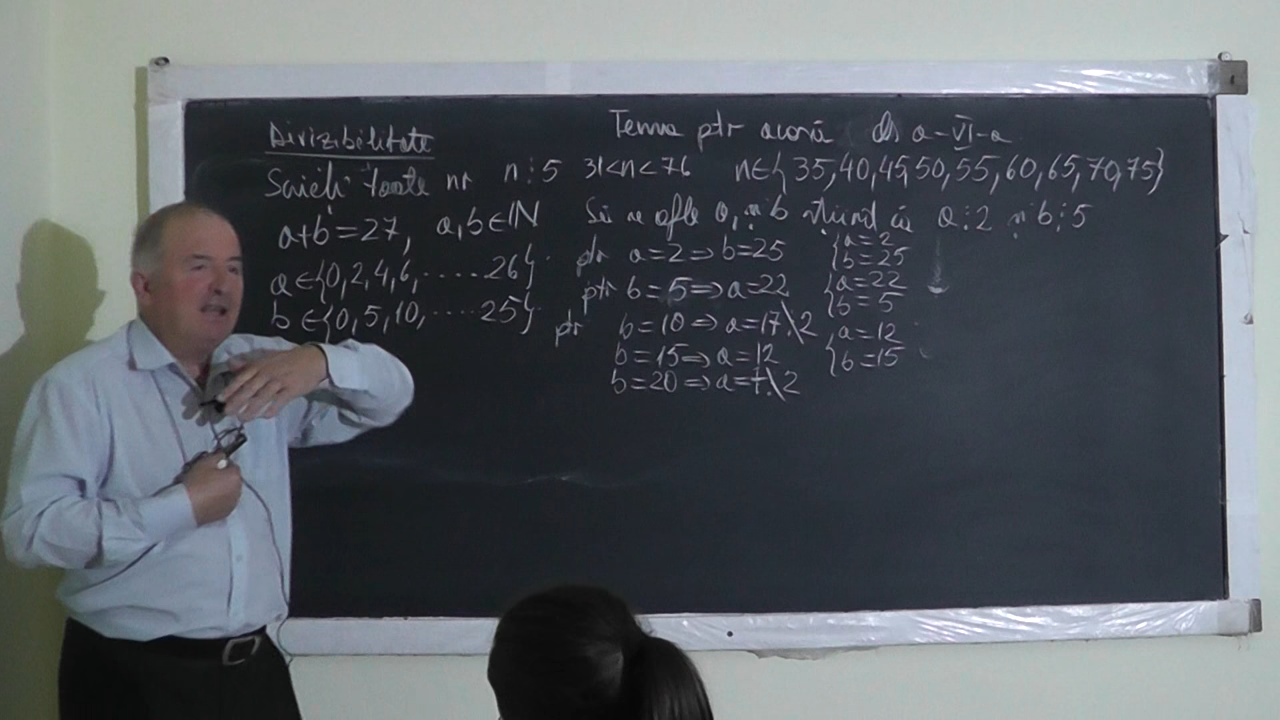 Divizibilitate Tema ptr acasă cls a-VI-a
Scrieți toate nr n⋮5 31<n<76 n∈{35,40,45,50,55,60,65,70,75}
a+b=27, a,b∈ℕ Să se afle a, și b știind că a⋮2 și b⋮5
a∈{0,2,4,6,.....26} ptr a=2⇒b=25 {a=2 b=25
b∈{0,5,10,....25} ptr b=5⇒a=22 {a=22 b=5
ptr b=10⇒a=17⋮\2 {a=12 b=15
b=15⇒a=12
b=20⇒a=7⋮\2